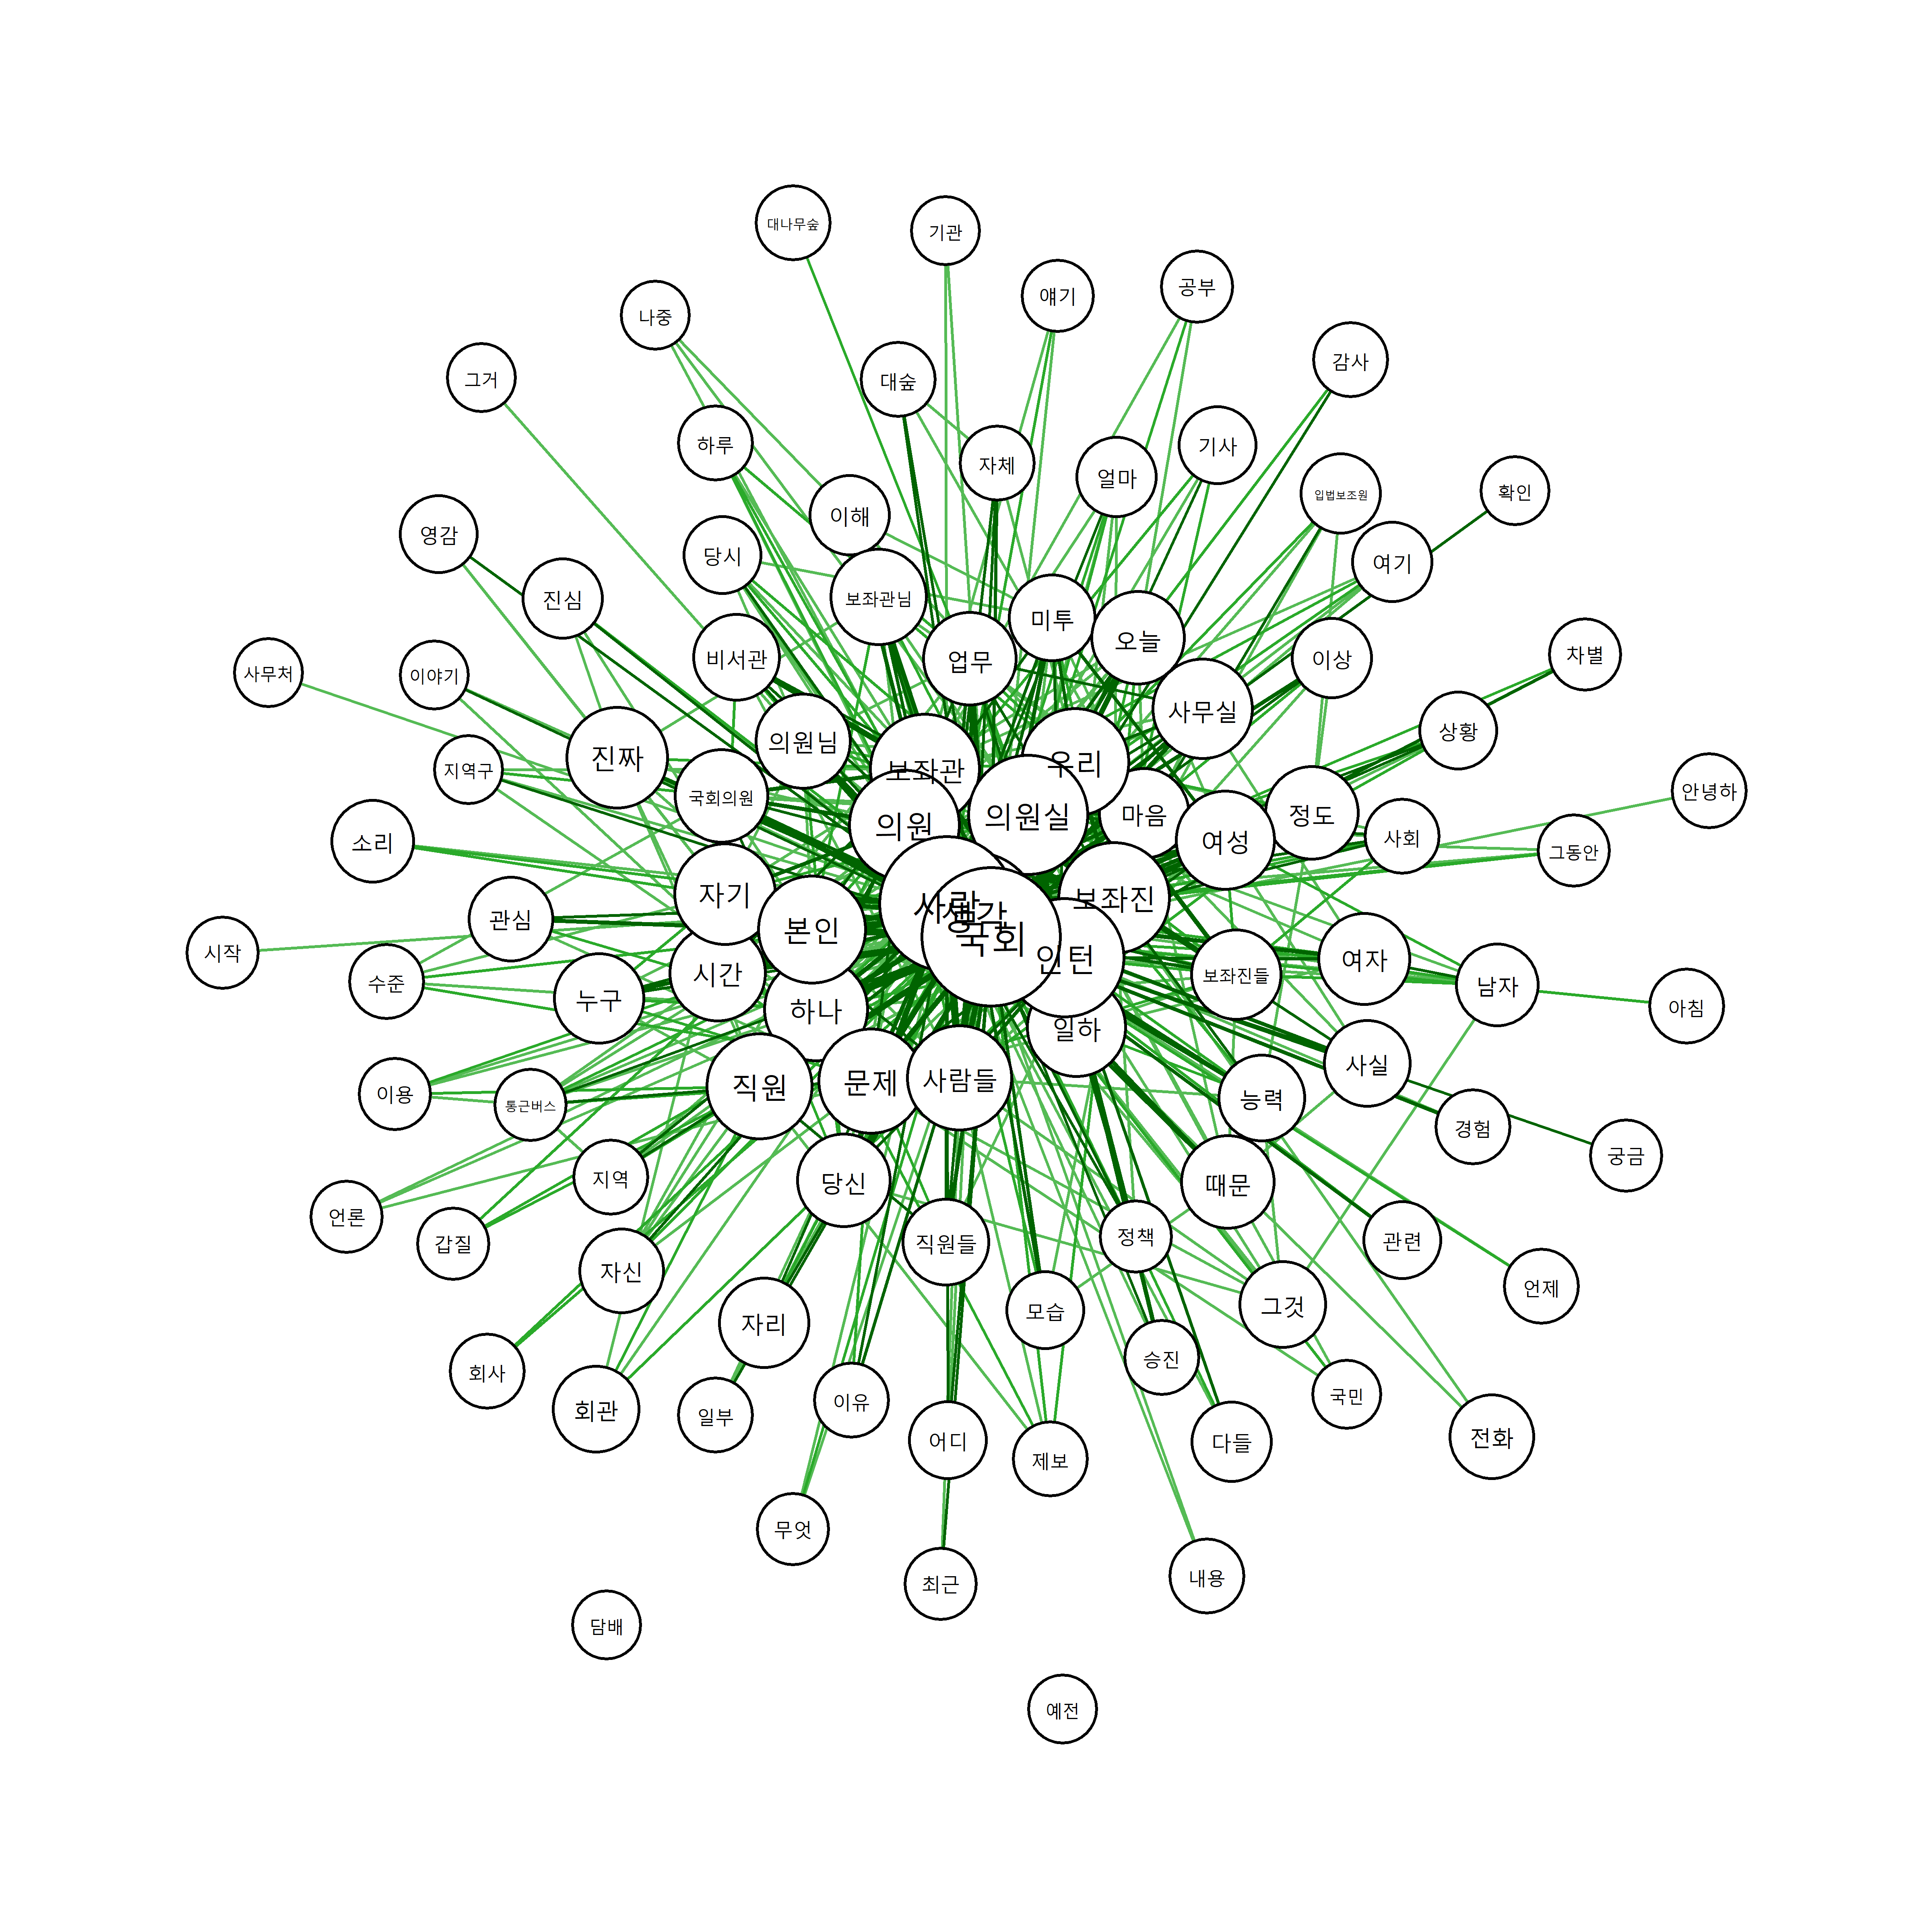 대나무숲
기관
공부
얘기
나중
감사
그거
대숲
하루
기사
자체
얼마
입법보조원
확인
이해
영감
당시
여기
진심
보좌관님
미투
오늘
차별
비서관
업무
이상
사무처
이야기
사무실
상황
의원님
진짜
우리
지역구
보좌관
안녕하
국회의원
정도
마음
의원실
의원
사회
소리
여성
그동안
자기
보좌진
사람
생각
관심
본인
국회
시작
인턴
여자
시간
보좌진들
수준
남자
누구
아침
하나
일하
사실
직원
문제
사람들
이용
능력
통근버스
경험
궁금
지역
당신
때문
언론
정책
갑질
직원들
관련
자신
언제
그것
모습
자리
승진
회사
국민
이유
회관
일부
전화
어디
다들
제보
무엇
내용
최근
담배
예전